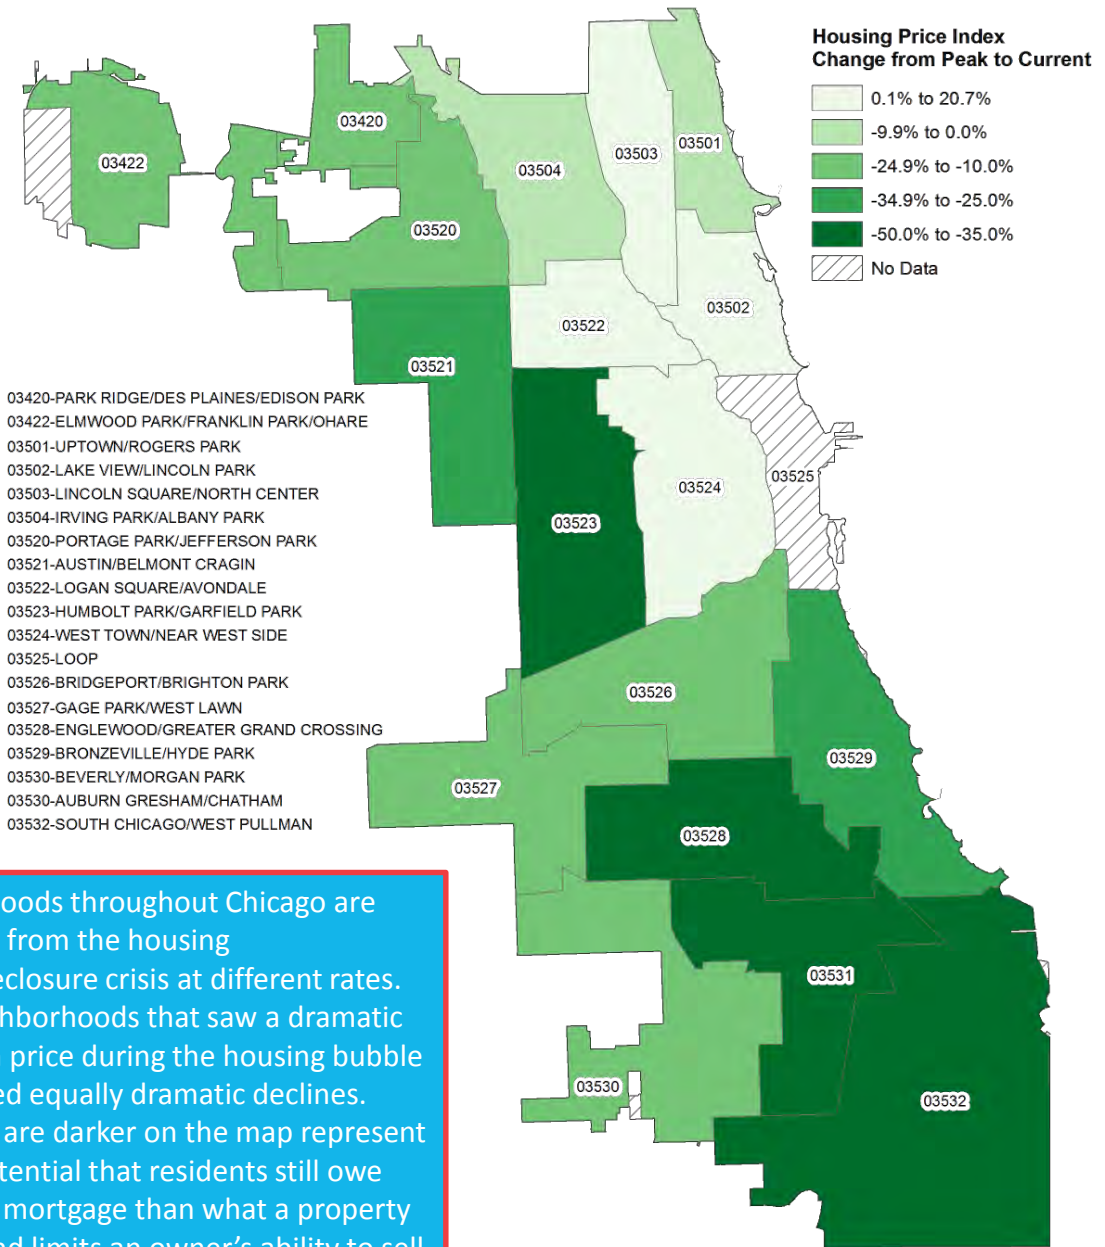 Housing Price Index
Change from Peak to Current
0.1% to 20.7%
-9.9% to 0.0%
-24.9% to -10.0%
-34.9% to -25.0%
-50.0% to -35.0%
No Data
03420
03422
03501
03503
03504
03520
03502
03522
03521
03525
03524
03523
03526
03529
03527
03528
03531
03530
03532
03420-PARK RIDGE/DES PLAINES/EDISON PARK
03422-ELMWOOD PARK/FRANKLIN PARK/OHARE
03501-UPTOWN/ROGERS PARK
03502-LAKE VIEW/LINCOLN PARK
03503-LINCOLN SQUARE/NORTH CENTER
03504-IRVING PARK/ALBANY PARK
03520-PORTAGE PARK/JEFFERSON PARK
03521-AUSTIN/BELMONT CRAGIN
03522-LOGAN SQUARE/AVONDALE
03523-HUMBOLT PARK/GARFIELD PARK
03524-WEST TOWN/NEAR WEST SIDE
03525-LOOP
03526-BRIDGEPORT/BRIGHTON PARK
03527-GAGE PARK/WEST LAWN
03528-ENGLEWOOD/GREATER GRAND CROSSING
03529-BRONZEVILLE/HYDE PARK
03530-BEVERLY/MORGAN PARK
03530-AUBURN GRESHAM/CHATHAM
03532-SOUTH CHICAGO/WEST PULLMAN
oods throughout Chicago are
from the housing
eclosure crisis at different rates.
ghborhoods that saw a dramatic
price during the housing bubble
ed equally dramatic declines.
are darker on the map represent
tential that residents still owe
mortgage than what a property
ed limits an owner's ability to sell